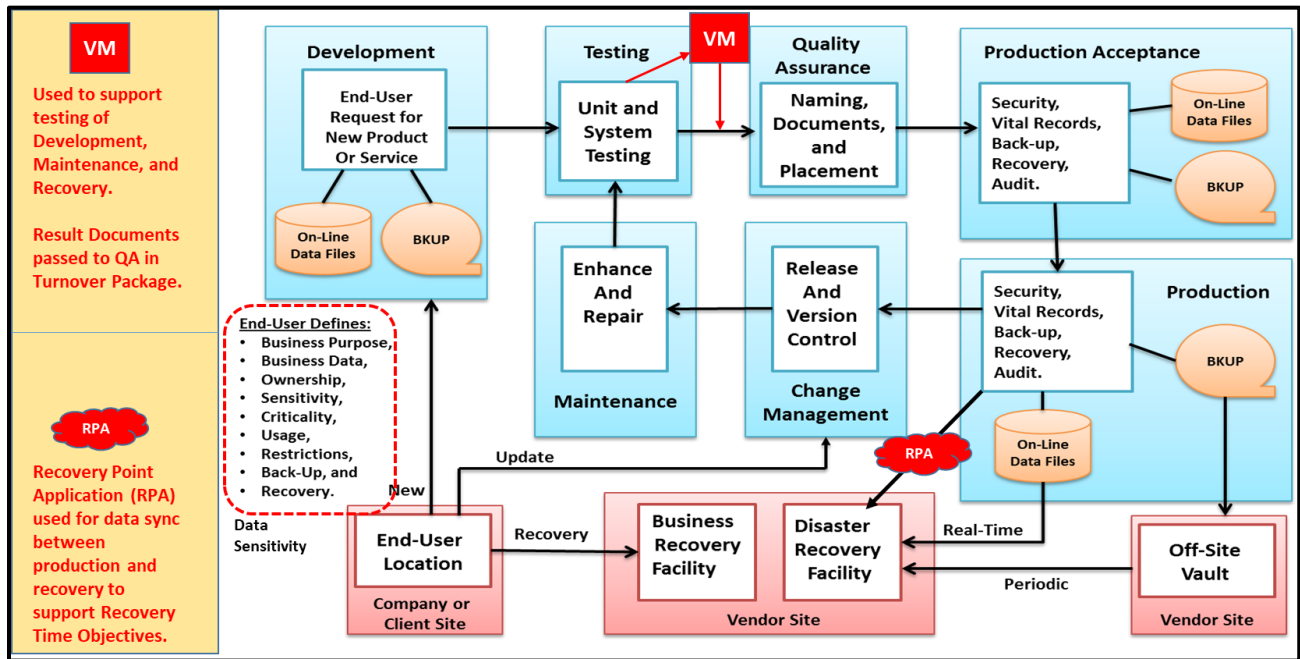 VM
Used to support
testing of
Development,
Maintenance, and
Recovery.
Result Documents
passed to QA in
Turnover Package.
RPA
Recovery Point
Application (RPA)
used for data sync
between
production and
recovery to
support Recovery
Time Objectives.
Development
End-User
Request for
New Product
Or Service
On-Line
Data Files
BKUP
Testing
Unit and
System
Testing
VM
Quality
Assurance
Naming,
Documents,
and
Placement
Production Acceptance
Security,
Vital Records,
Back-up,
Recovery,
Audit.
On-Line
Data Files
BKUP
End-User Defines:
• Business Purpose,
• Business Data,
• Ownership,
• Sensitivity,
• Criticality,
• Usage,
• Restrictions,
• Back-Up, and
• Recovery.
Enhance
And
Repair
Maintenance
Release
And
Version
Control
Change
Management
Security,
Vital Records,
Back-up,
Recovery,
Audit.
Production
BKUP
On-Line
Data Files
RPA
Update
New
Data
Sensitivity
End-User
Location
Company or
Client Site
Recovery
Business
Recovery
Facility
Disaster
Recovery
Facility
Vendor Site
Real-Time
Periodic
Off-Site
Vault
Vendor Site